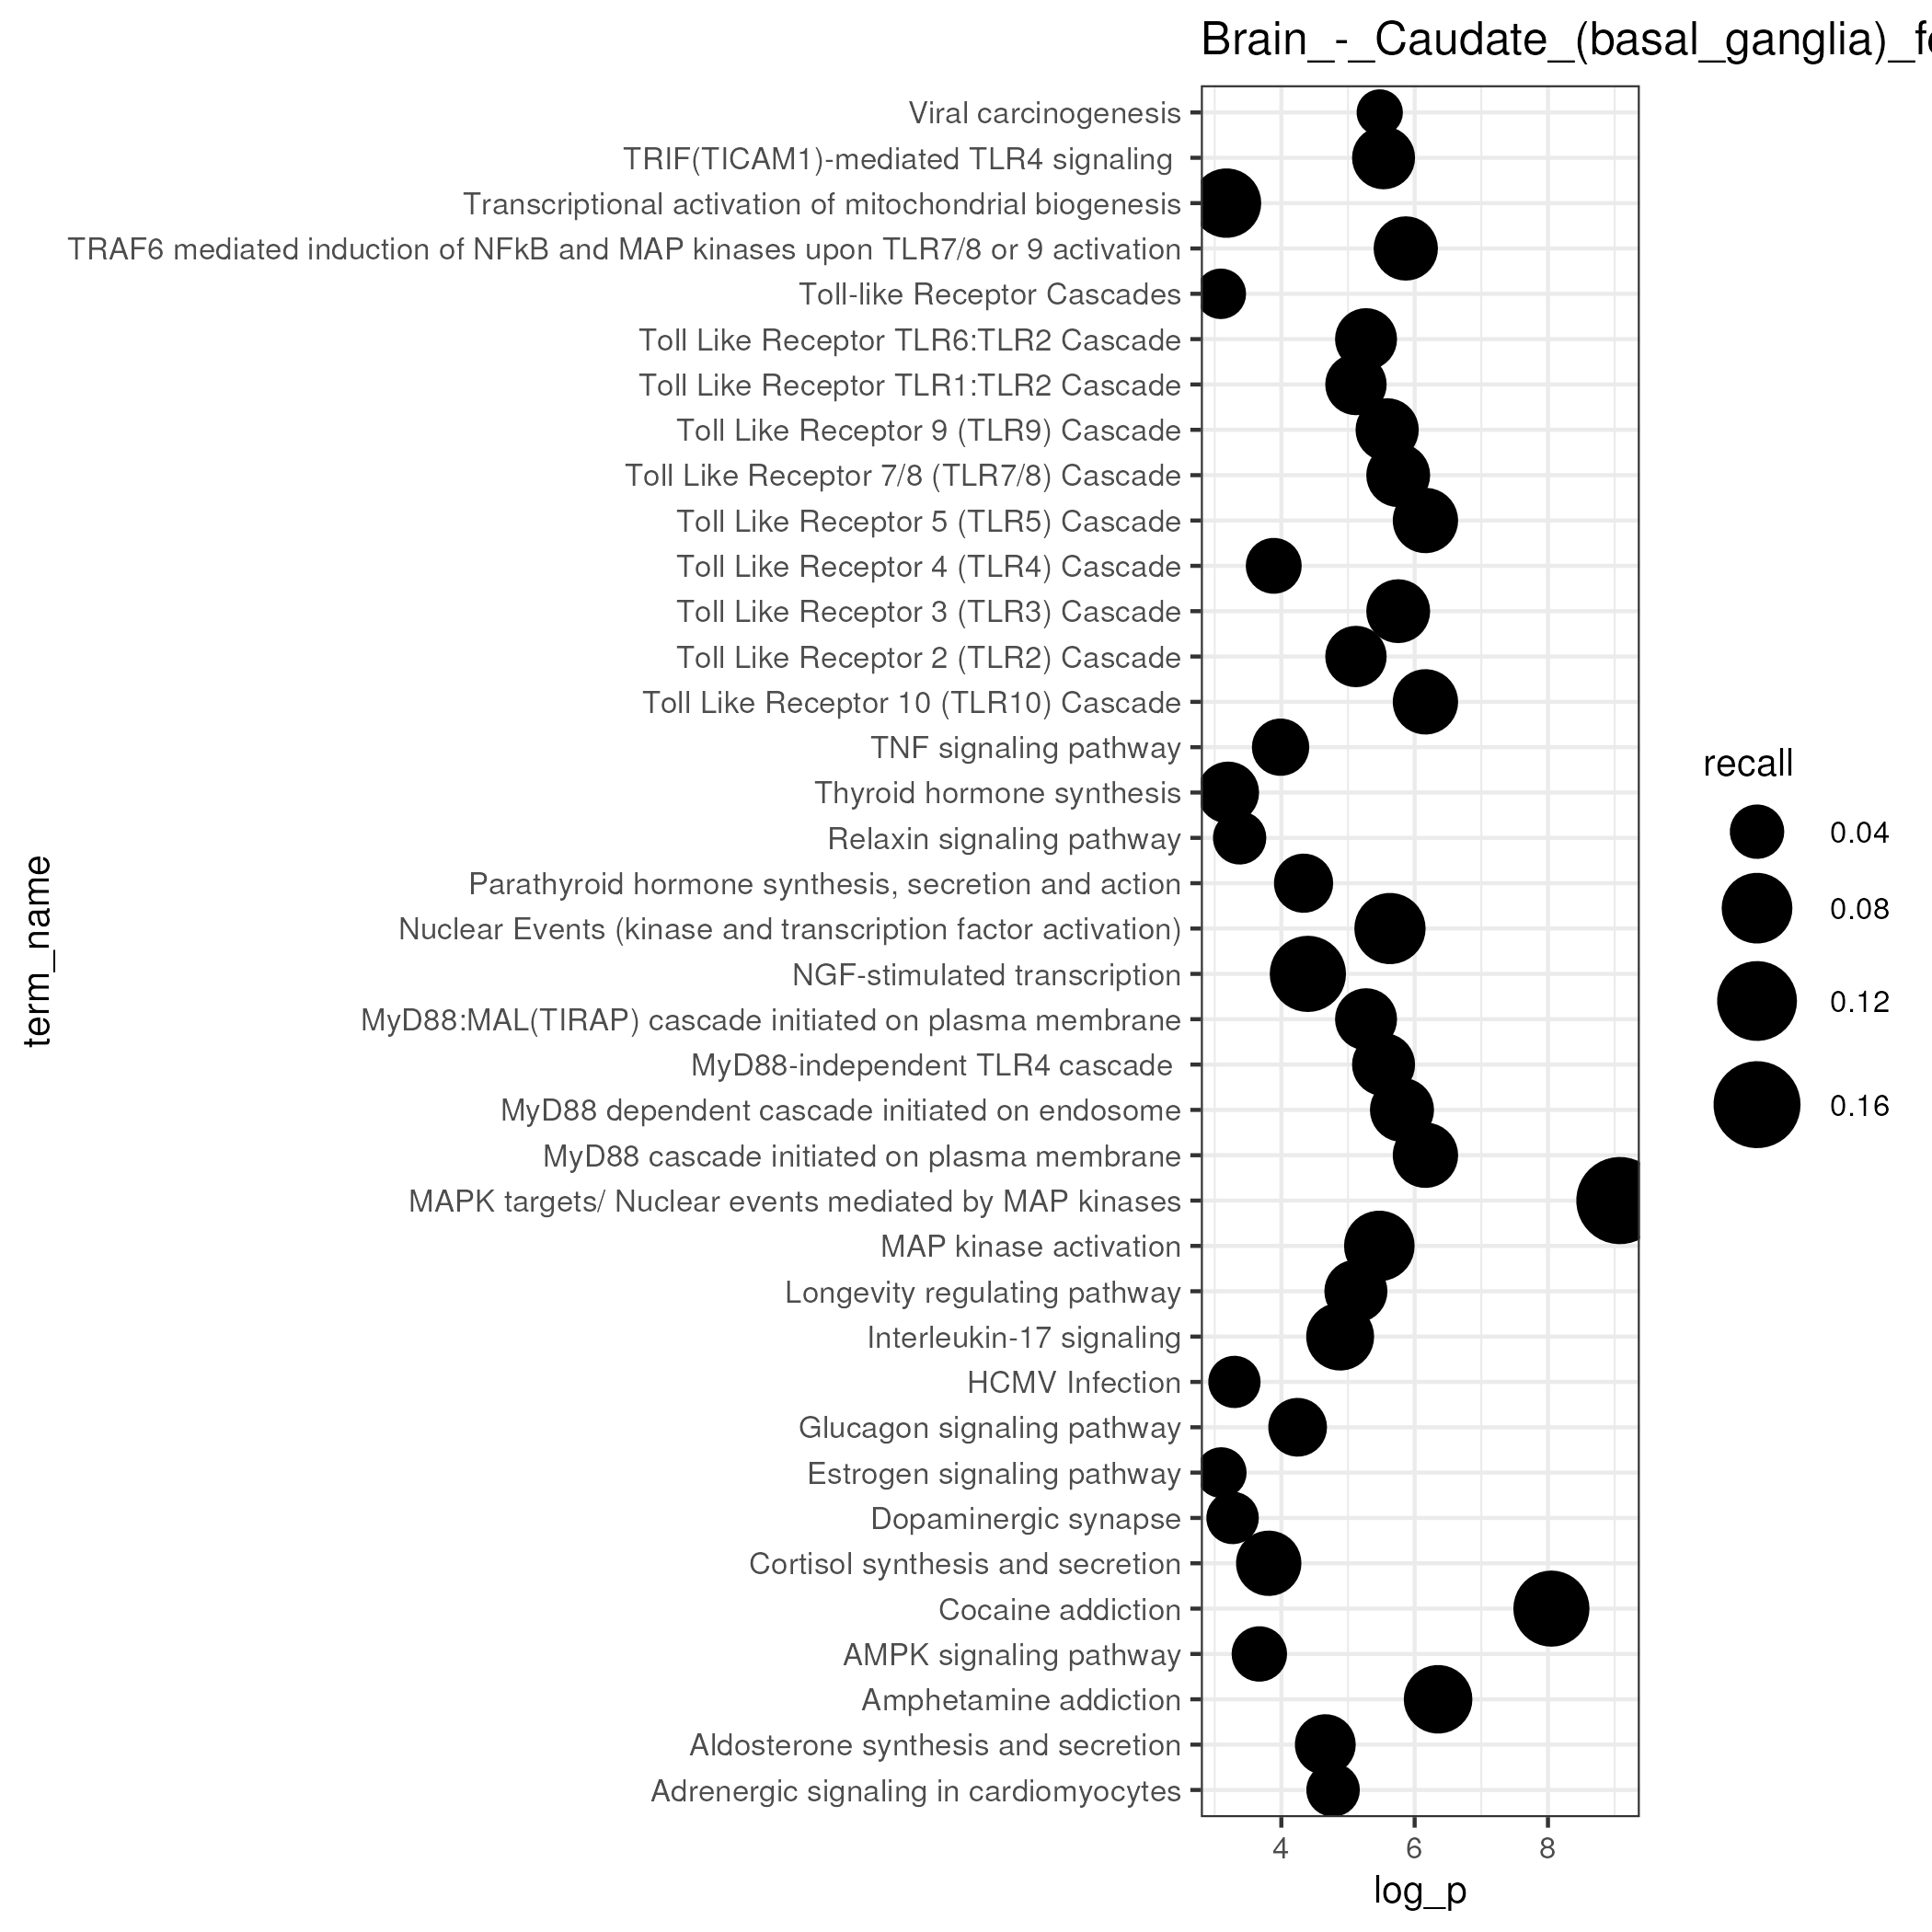 Brain_-_Caudate_(basal_ganglia)_f
Viral carcinogenesis
TRIF(TICAM1)-mediated TLR4 signaling
Transcriptional activation of mitochondrial biogenesis
TRAF6 mediated induction of NFkB and MAP kinases upon TLR7/8 or 9 activation
Toll-like Receptor Cascades
Toll Like Receptor TLR6:TLR2 Cascade
Toll Like Receptor TLR1:TLR2 Cascade
Toll Like Receptor 9 (TLR9) Cascade
Toll Like Receptor 7/8 (TLR7/8) Cascade
Toll Like Receptor 5 (TLR5) Cascade
Toll Like Receptor 4 (TLR4) Cascade
Toll Like Receptor 3 (TLR3) Cascade
Toll Like Receptor 2 (TLR2) Cascade
Toll Like Receptor 10 (TLR10) Cascade
TNF signaling pathway
Thyroid hormone synthesis
Relaxin signaling pathway
Parathyroid hormone synthesis, secretion and action
Nuclear Events (kinase and transcription factor activation)
NGF-stimulated transcription
MyD88:MAL(TIRAP) cascade initiated on plasma membrane
MyD88-independent TLR4 cascade
MyD88 dependent cascade initiated on endosome
MyD88 cascade initiated on plasma membrane
MAPK targets/ Nuclear events mediated by MAP kinases
MAP kinase activation
Longevity regulating pathway
Interleukin-17 signaling
HCMV Infection
Glucagon signaling pathway
Estrogen signaling pathway
Dopaminergic synapse
Cortisol synthesis and secretion
Cocaine addiction
AMPK signaling pathway
Amphetamine addiction
Aldosterone synthesis and secretion
Adrenergic signaling in cardiomyocytes
term_name
4 6 8
log_p
recall
0.04
0.08
0.12
0.16